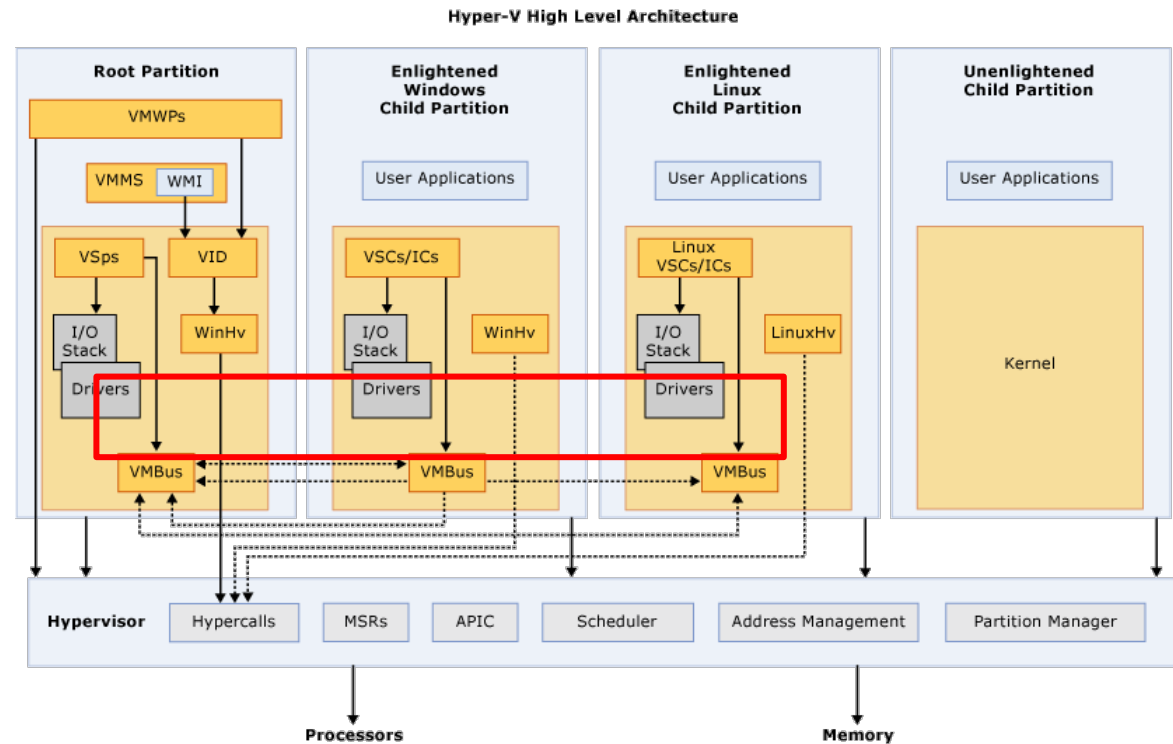 Hyper-V High Level Architecture
Root Partition
VMWPs
VMMS
WMI
VSps
VID
I/O
Stack
WinHv
Drivers
VMBus
Enlightened
Windows
Child Partition
User Applications
VSCs/ICs
I/O
Stack
WinHv
Drivers
VMBus
Enlightened
Linux
Child Partition
User Applications
Linux
VSCs/ICs
I/O
Stack
LinuxHv
Drivers
VMBus
Unenlightened
Child Partition
User Applications
Kernel
Hypervisor
Hypercalls
MSRs
APIC
Scheduler
Address Management
Partition Manager
Processors
Memory